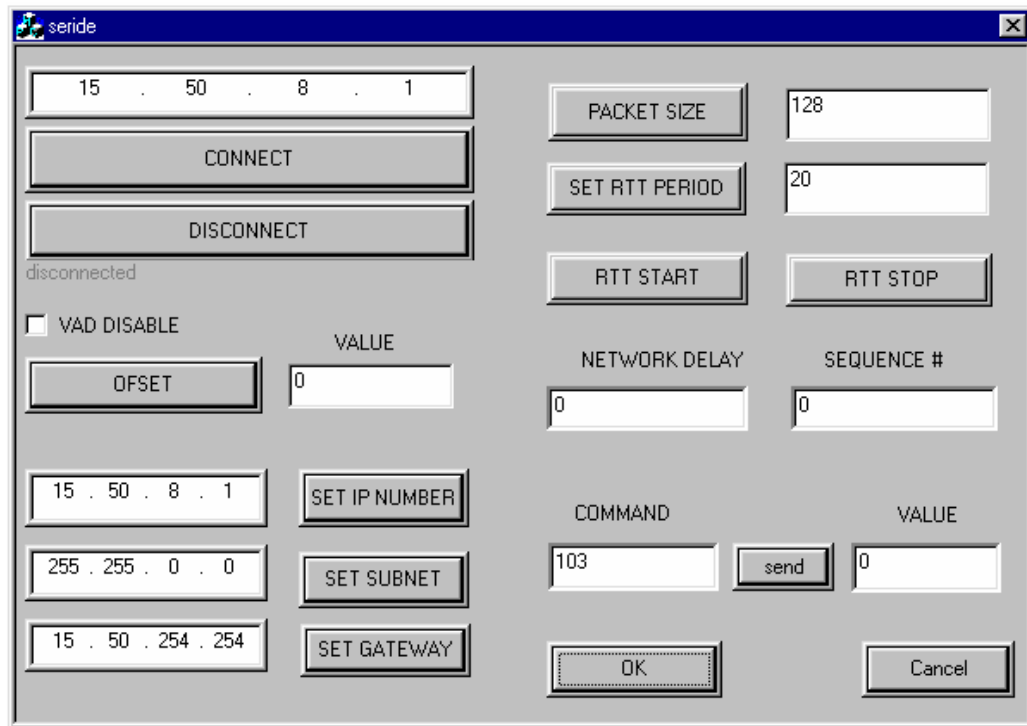 seride
15 . 50 . 8 . 1
CONNECT
DISCONNECT
disconnected
VAD DISABLE
VALUE
OFSET
0
15 . 50 . 8 . 1
SET IP NUMBER
255 . 255 . 0 . 0
SET SUBNET
15 . 50 . 254 . 254
SET GATEWAY
PACKET SIZE
128
SET RTT PERIOD
20
RTT START
RTT STOP
NETWORK DELAY
SEQUENCE #
0
0
COMMAND
VALUE
103
send
0
OK
Cancel